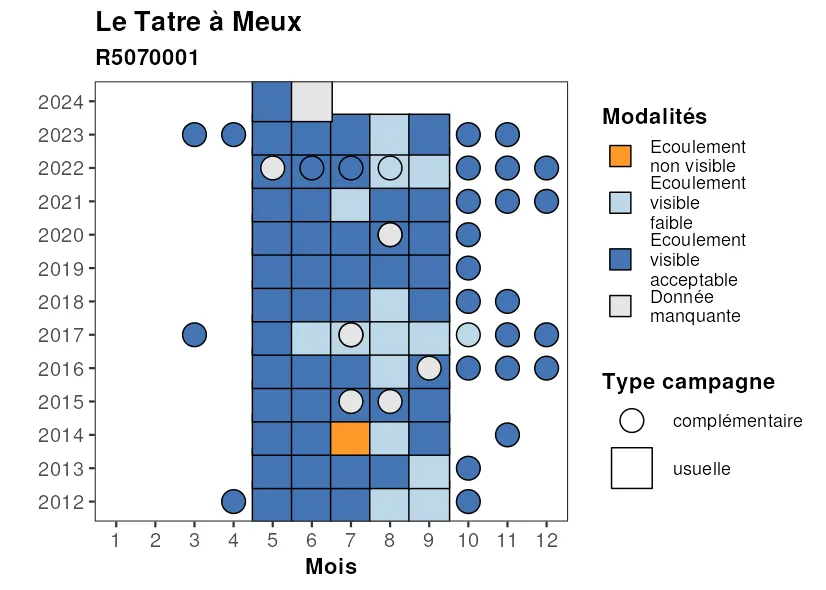 Le Tatre à Meux
R5070001
2024
2023
2022
2021
2020
2019
2018
2017
2016
2015
2014
2013
2012
1 2 3 4 5 6 7 8 9 10 11 12
Mois
Modalités
Ecoulement
non visible
Ecoulement
visible
faible
Ecoulement
visible
acceptable
Donnée
manquante
Type campagne
complémentaire
usuelle